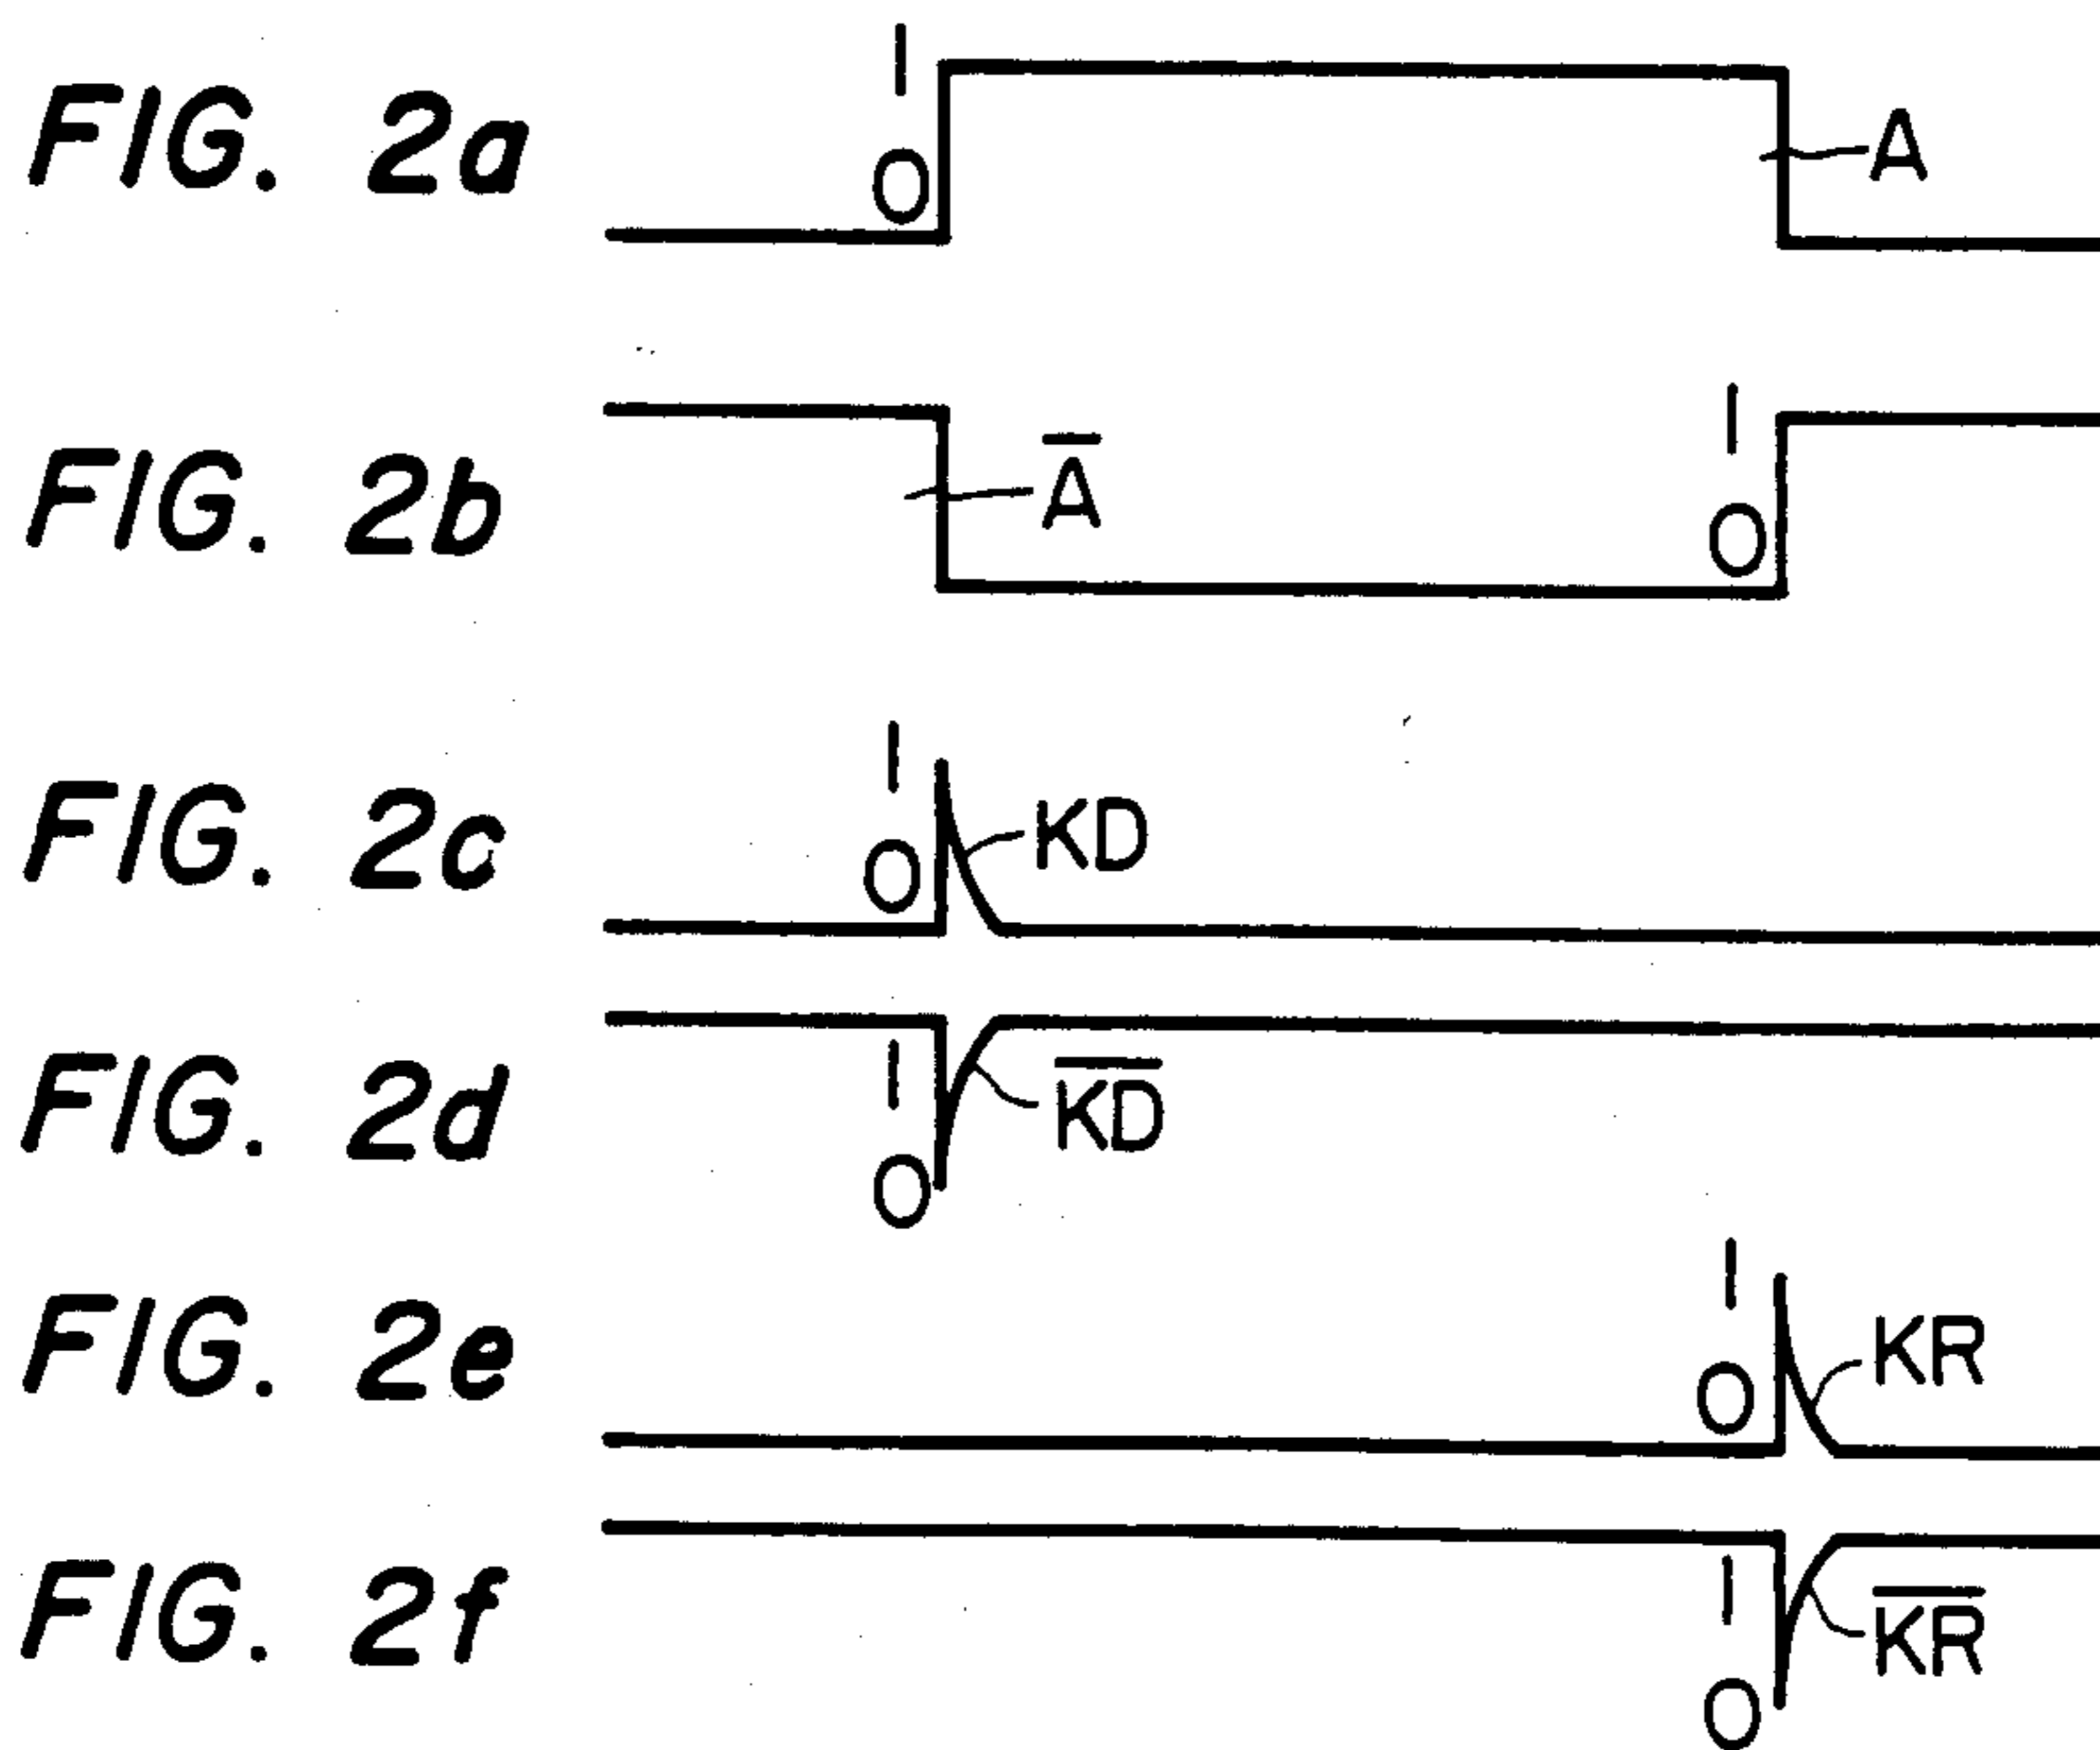 FIG. 2a
1
0
A
FIG. 2b
A̅
1
0
FIG. 2c
1
0
KD
FIG. 2d
1
0
K̅D̅
FIG. 2e
1
0
KR
FIG. 2f
1
0
K̅R̅